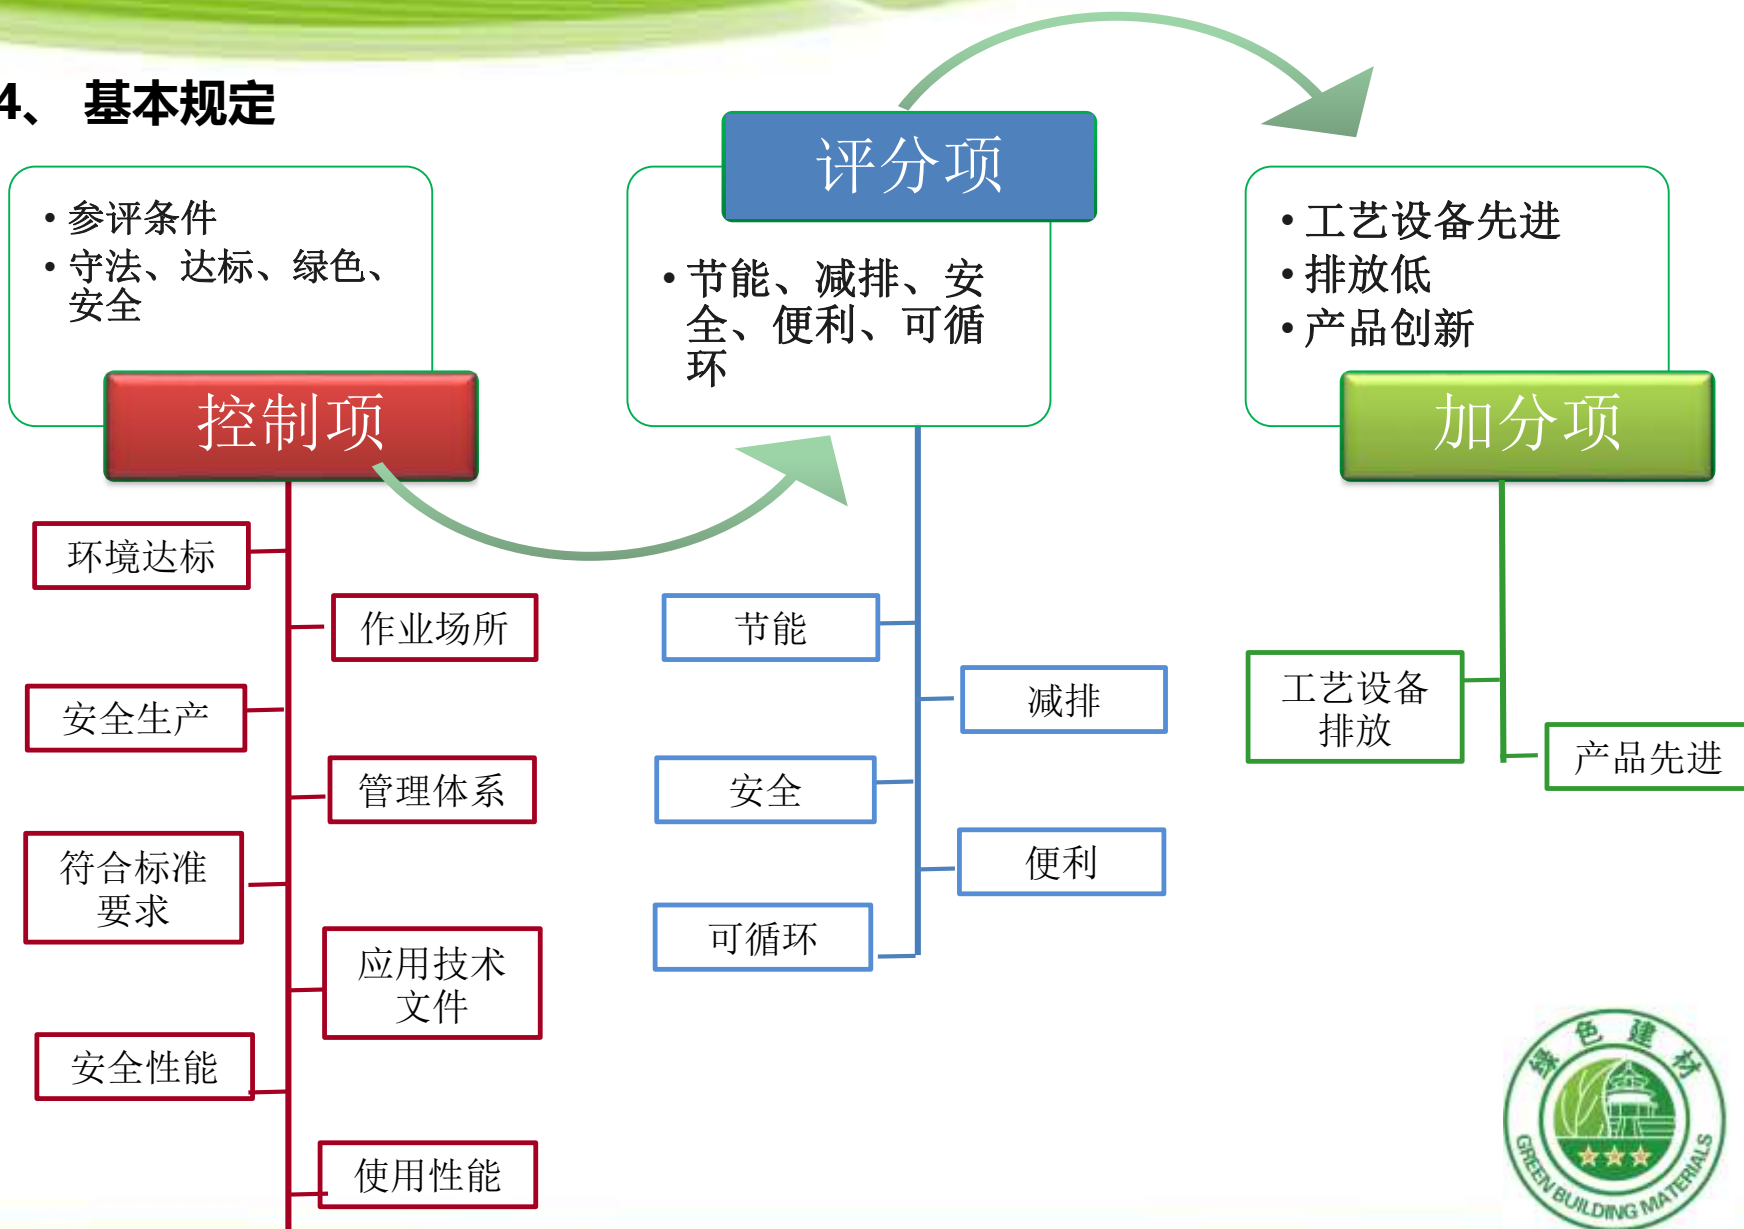 4、 基本规定
• 参评条件
• 守法、达标、绿色、
安全
控制项
环境达标
作业场所
安全生产
管理体系
符合标准
要求
应用技术
文件
安全性能
使用性能
评分项
• 节能、减排、安
全、便利、可循
环
节能
减排
安全
便利
可循环
• 工艺设备先进
• 排放低
• 产品创新
加分项
工艺设备
排放
产品先进
绿色建材
GREEN BUILDING MATERIALS